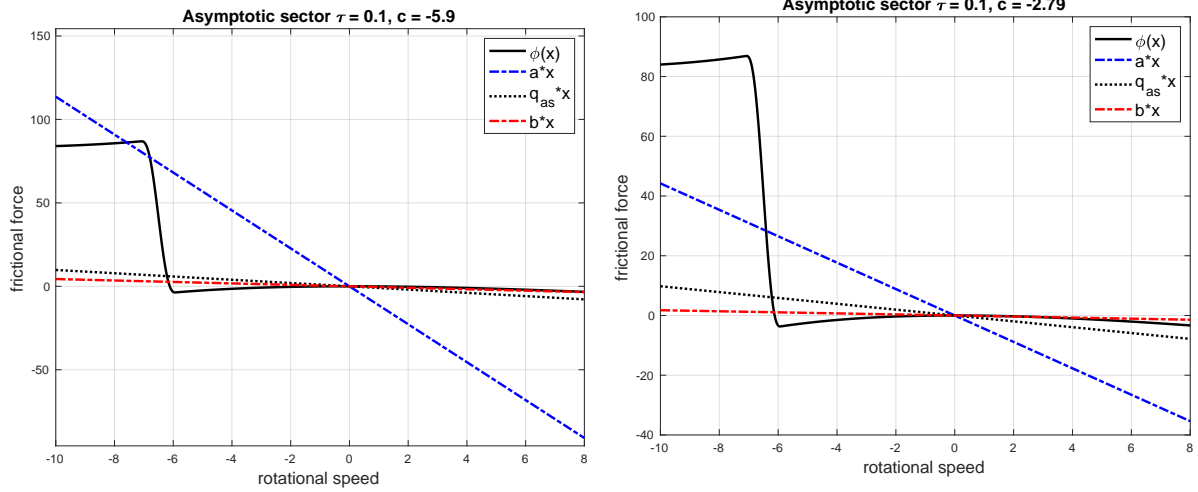 Asymptotic sector τ = 0.1, c = -5.9
150
100
50
0
-50
-10 -8 -6 -4 -2 0 2 4 6 8
frictional force
rotational speed
ϕ(x)
a*x
q_as*x
b*x
Asymptotic sector τ = 0.1, c = -2.79
100
80
60
40
20
0
-20
-40
-10 -8 -6 -4 -2 0 2 4 6 8
frictional force
rotational speed
ϕ(x)
a*x
q_as*x
b*x